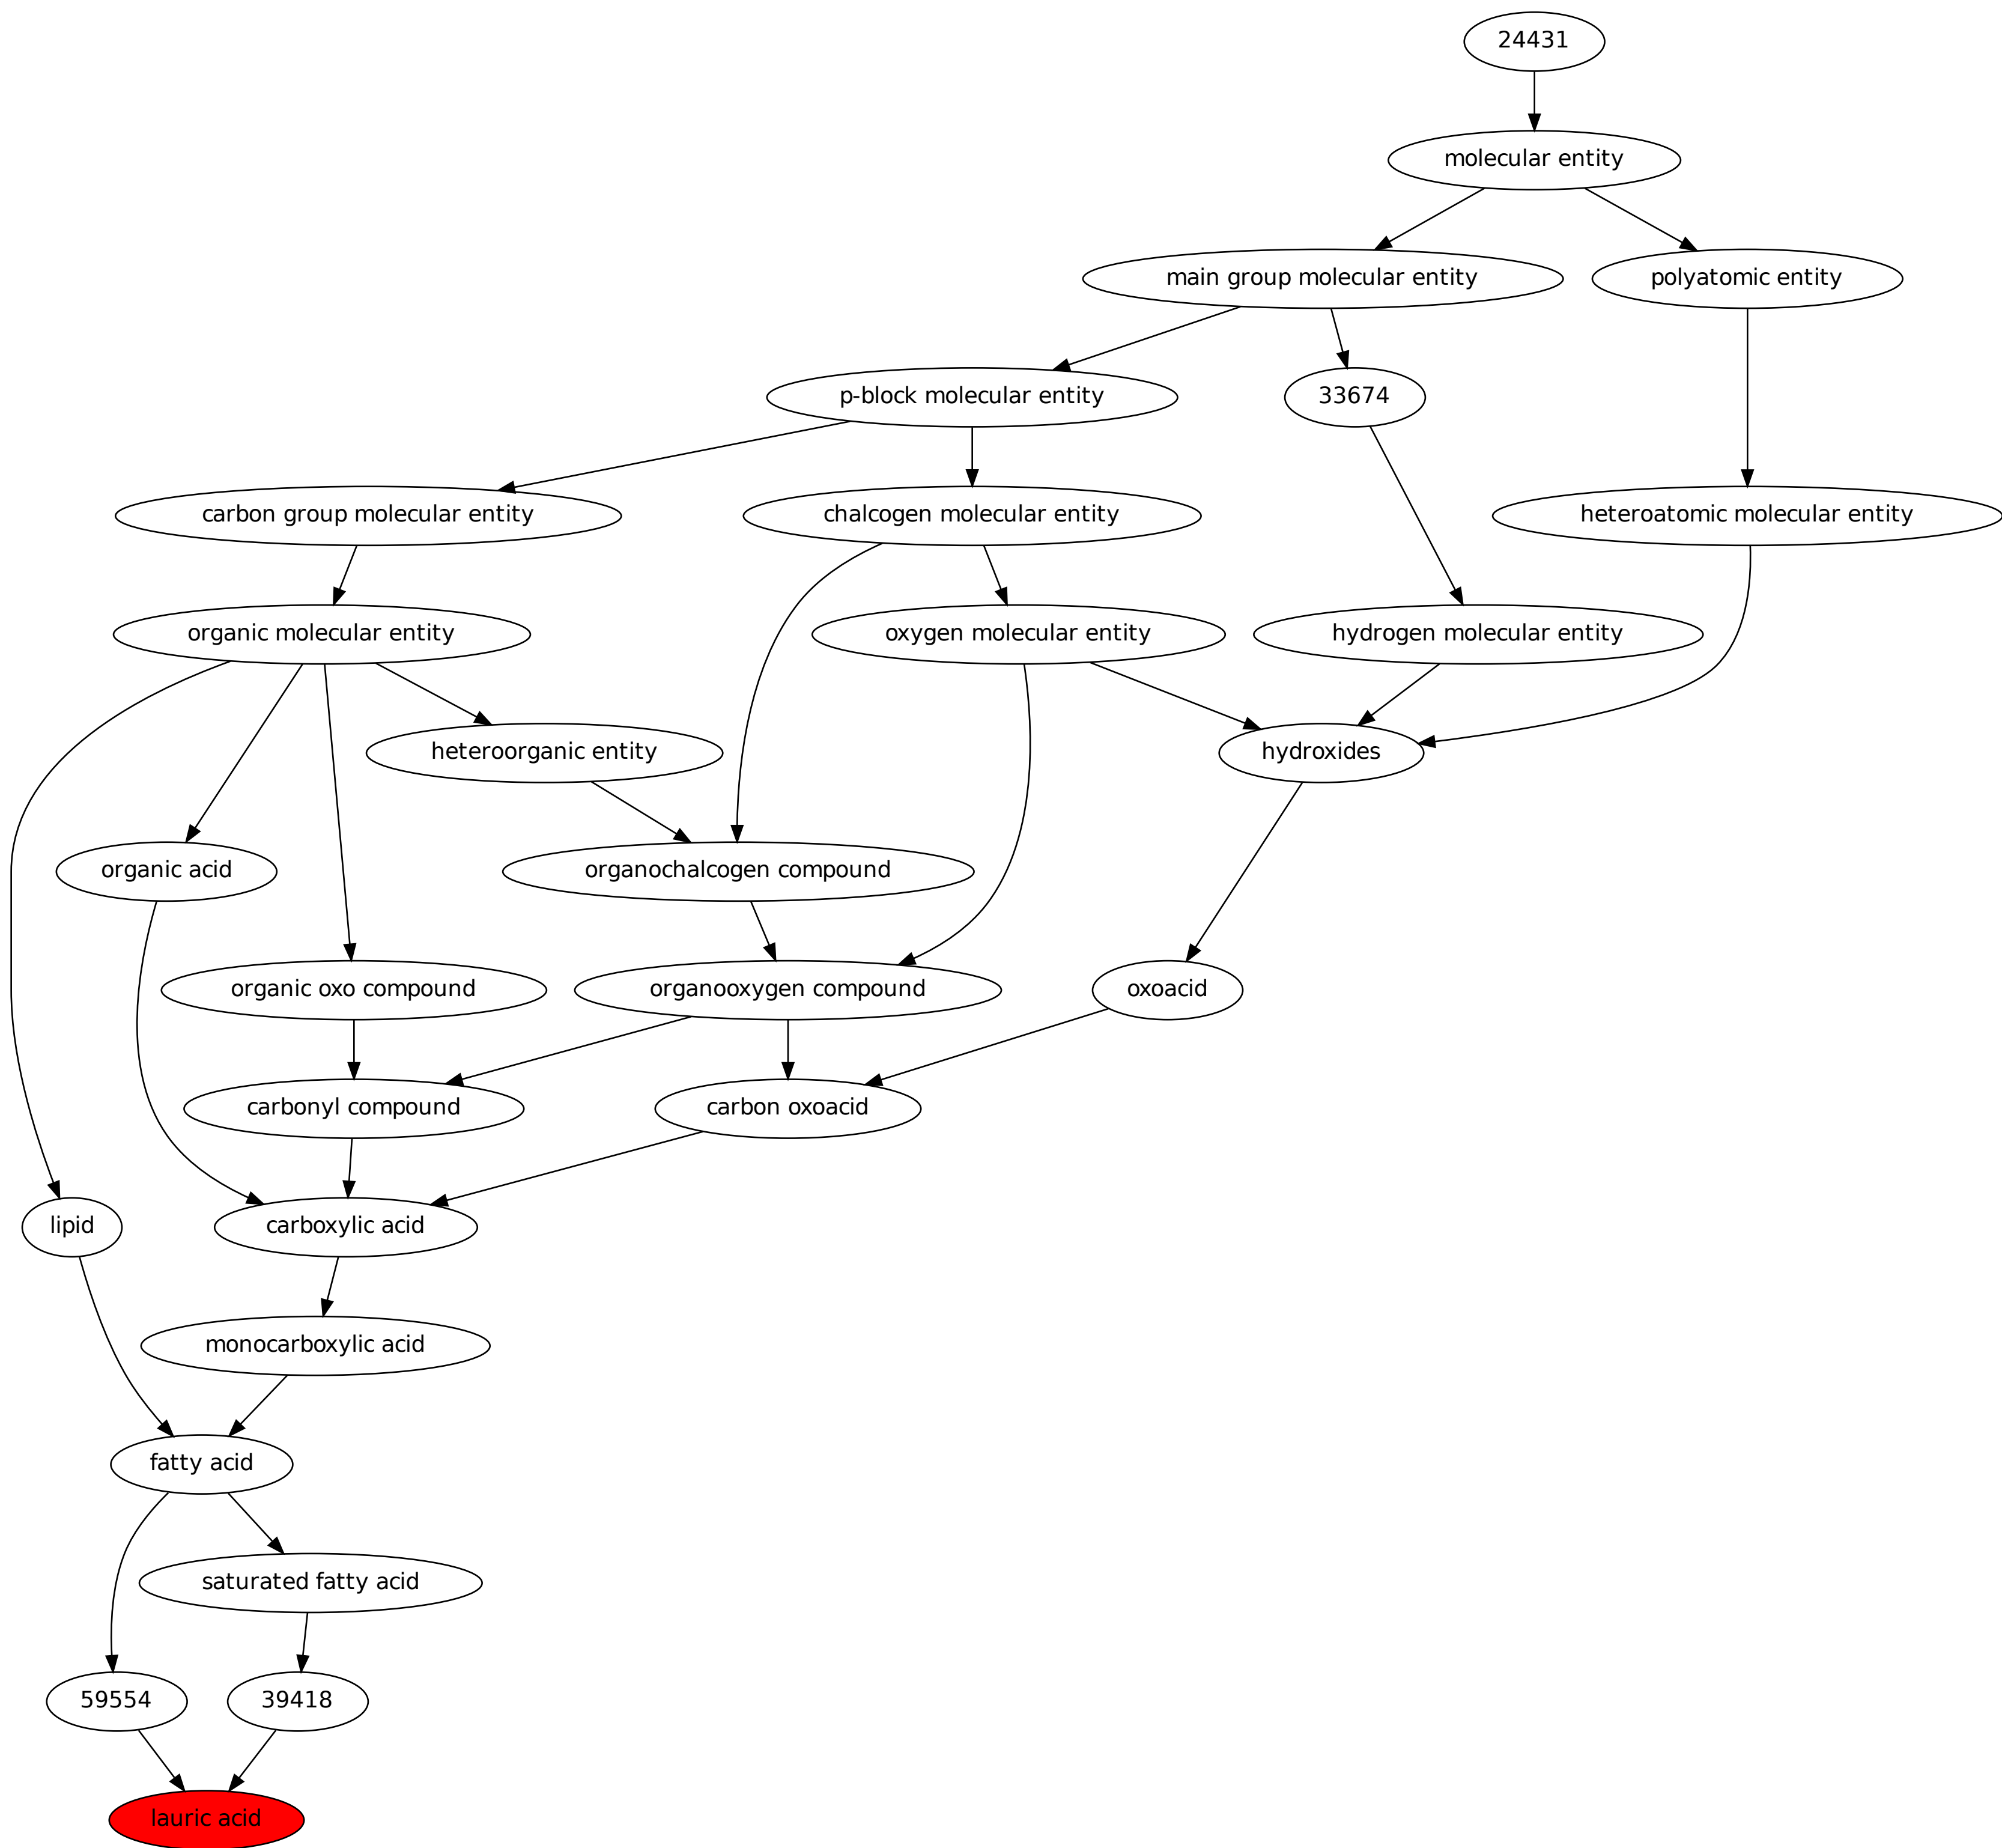 24431
molecular entity
main group molecular entity
polyatomic entity
p-block molecular entity
33674
carbon group molecular entity
chalcogen molecular entity
heteroatomic molecular entity
organic molecular entity
oxygen molecular entity
hydrogen molecular entity
heteroorganic entity
hydroxides
organic acid
organochalcogen compound
organic oxo compound
organooxygen compound
oxoacid
carbonyl compound
carbon oxoacid
lipid
carboxylic acid
monocarboxylic acid
fatty acid
saturated fatty acid
59554
39418
lauric acid